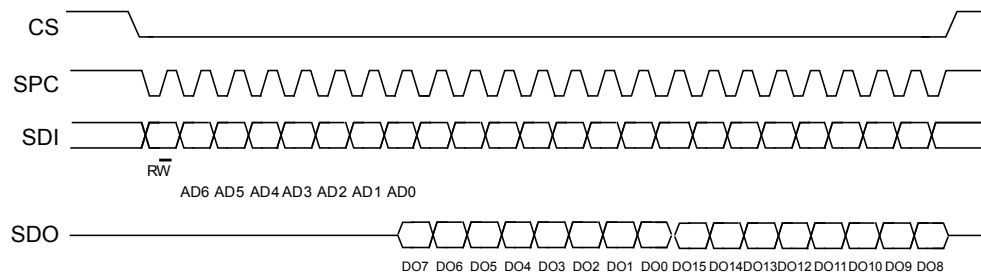 CS
SPC
SDI
RW
AD6 AD5 AD4 AD3 AD2 AD1 AD0
SDO
DO7 DO6 DO5 DO4 DO3 DO2 DO1 DO0 DO15 DO14 DO13 DO12 DO11 DO10 DO9 DO8